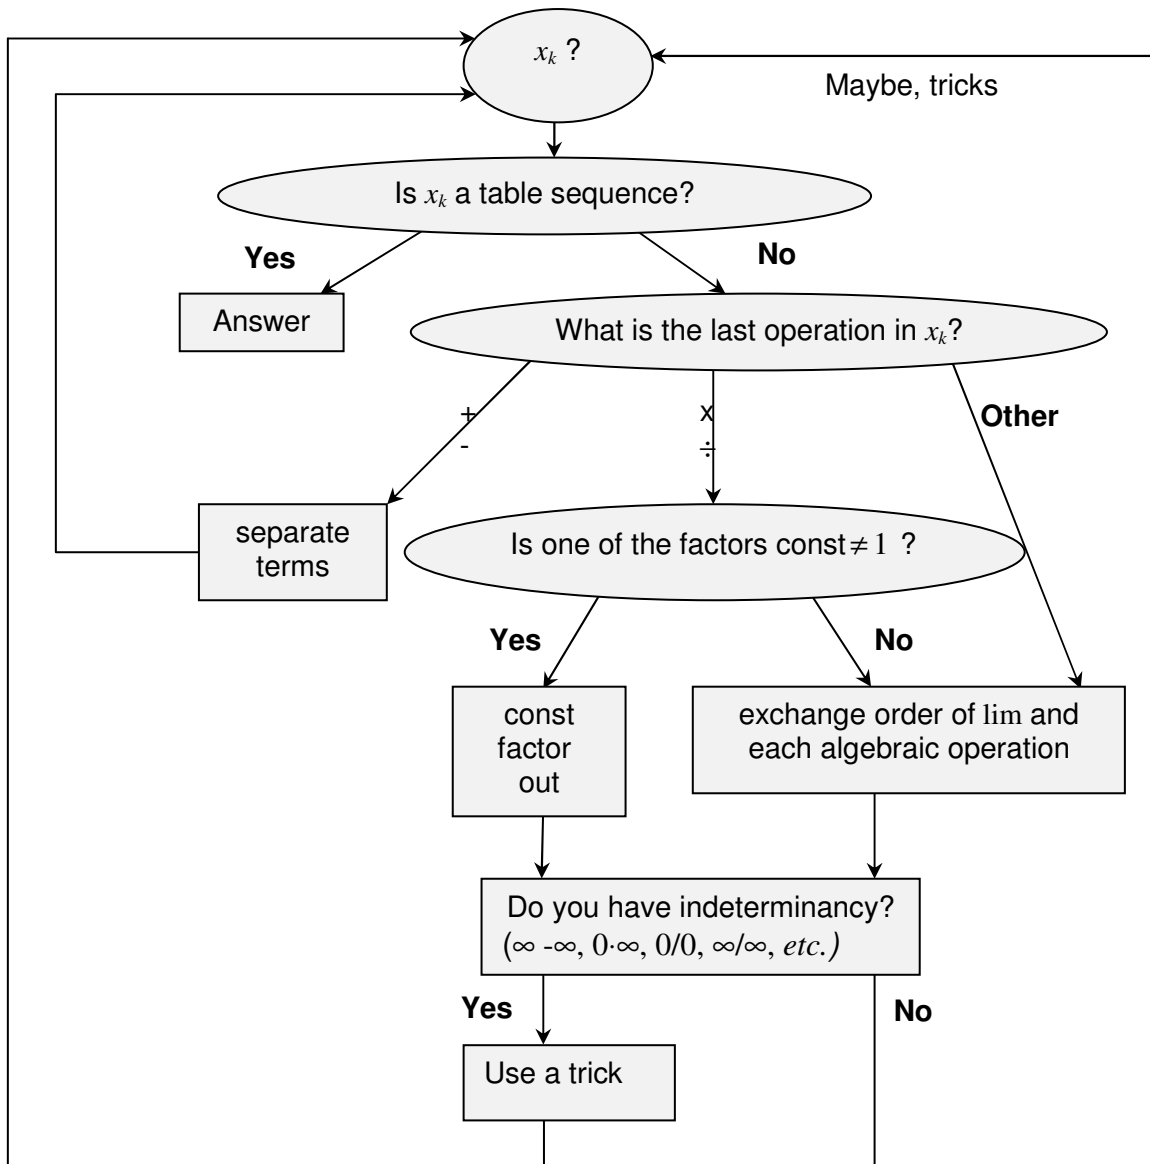 xₖ ?
Maybe, tricks
Is xₖ a table sequence?
Yes
No
Answer
What is the last operation in xₖ?
+
-
x
÷
Other
separate
terms
Is one of the factors const ≠ 1 ?
Yes
No
const
factor
out
exchange order of lim and
each algebraic operation
Do you have indeterminancy?
(∞ -∞, 0·∞, 0/0, ∞/∞, etc.)
Yes
No
Use a trick